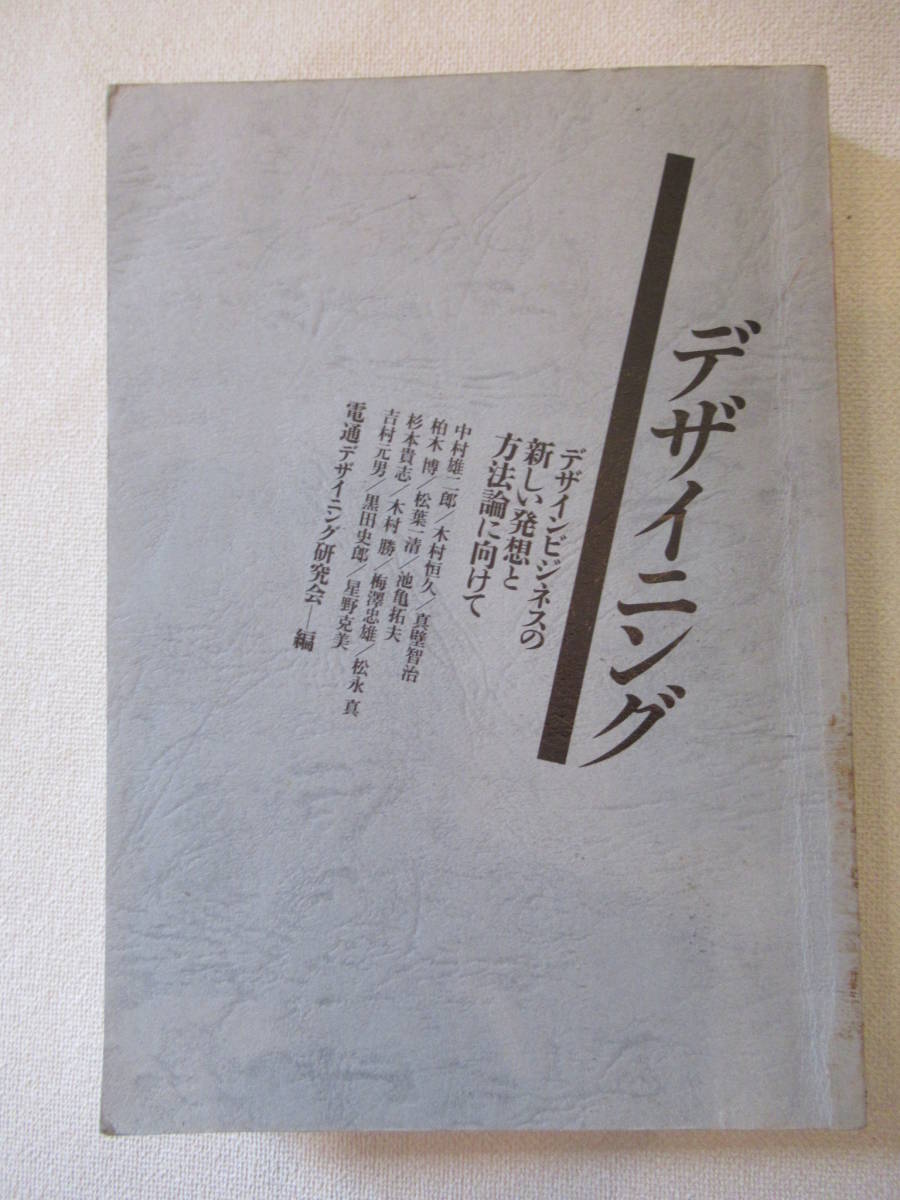 デザイニング
デザインビジネスの
新しい発想と
方法論に向けて
中村雄二郎／木村恒久／真壁智治
柏木 博／松葉一清／池亀拓夫
杉本貴志／木村 勝／梅澤忠雄／松永 真
吉村元男／黒田史郎／星野克美
電通デザイニング研究会―編